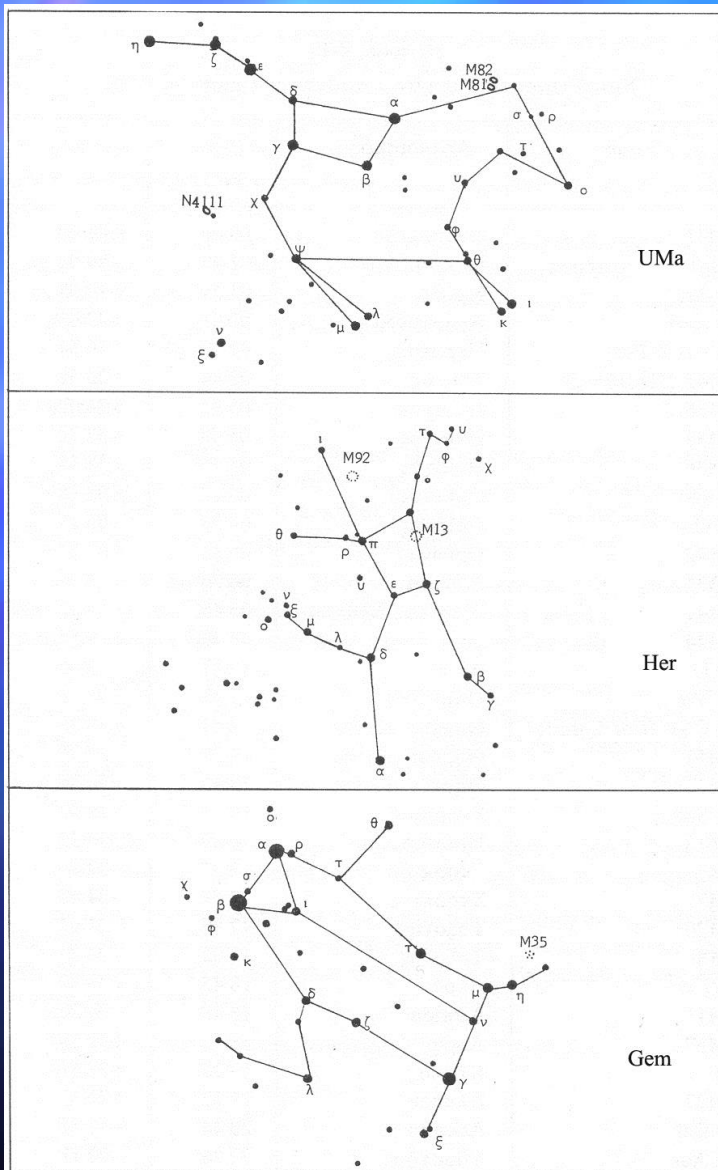 η
ζ
ε
δ
α
M82
M81
σ
ρ
γ
β
τ
υ
ο
χ
N4111
φ
ψ
θ
UMa
λ
μ
ι
κ
ν
ξ
ι
τ
υ
φ
χ
M92
σ
M13
θ
ρ
π
υ
ε
ζ
ν
ξ
ο
μ
λ
δ
β
γ
Her
α
ο
θ
α
ρ
τ
σ
χ
β
ι
φ
M35
κ
τ
μ
η
δ
ζ
ν
Gem
λ
γ
ξ